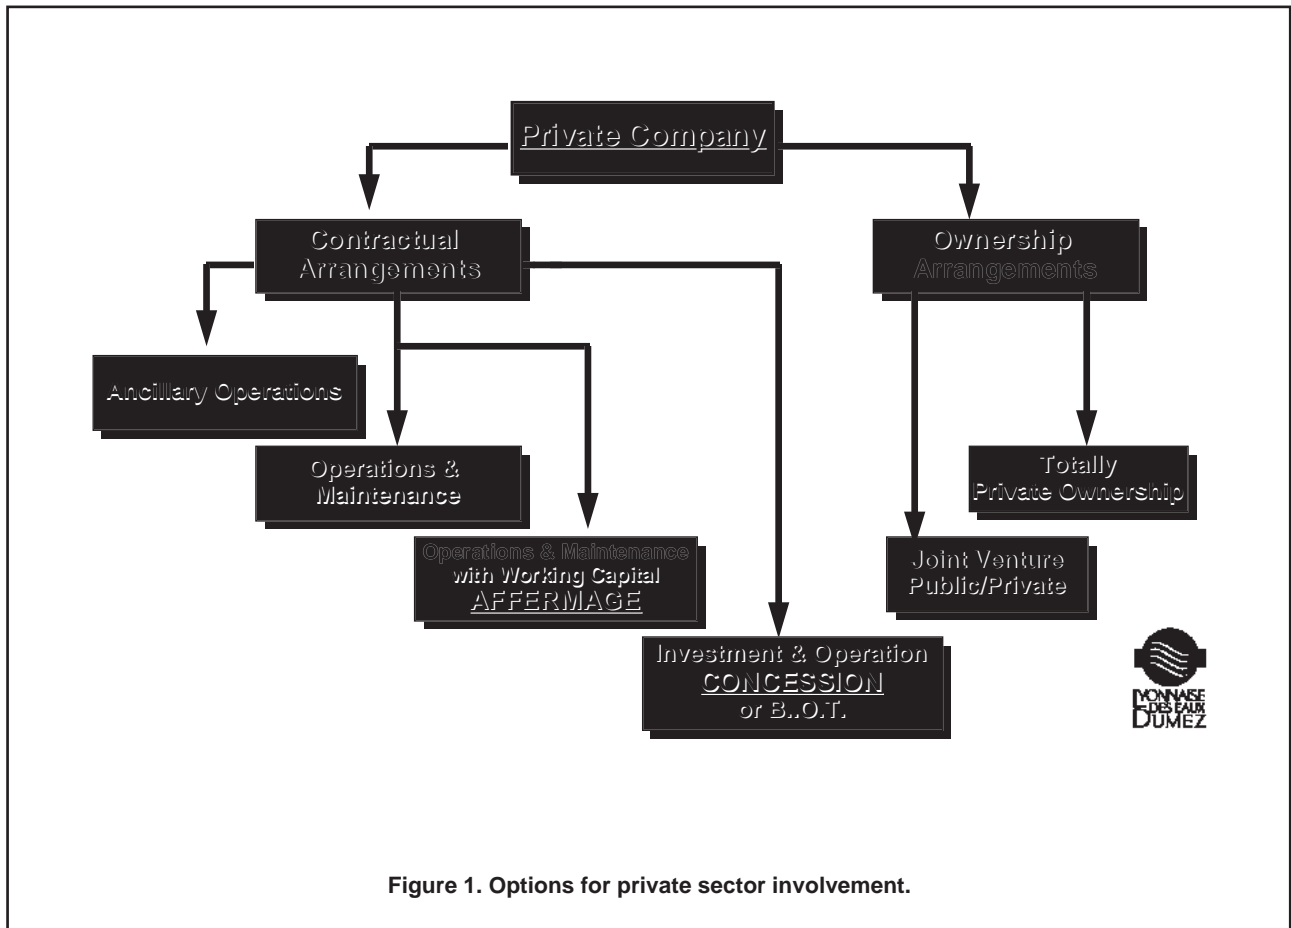 Private Company
Contractual
Arrangements
Ownership
Arrangements
Ancillary Operations
Operations &
Maintenance
Totally
Private Ownership
Operations & Maintenance
with Working Capital
AFFERMAGE
Joint Venture
Public/Private
Investment & Operation
CONCESSION
or B..O.T.
LYONNAISE
DES EAUX
DUMEZ
Figure 1. Options for private sector involvement.